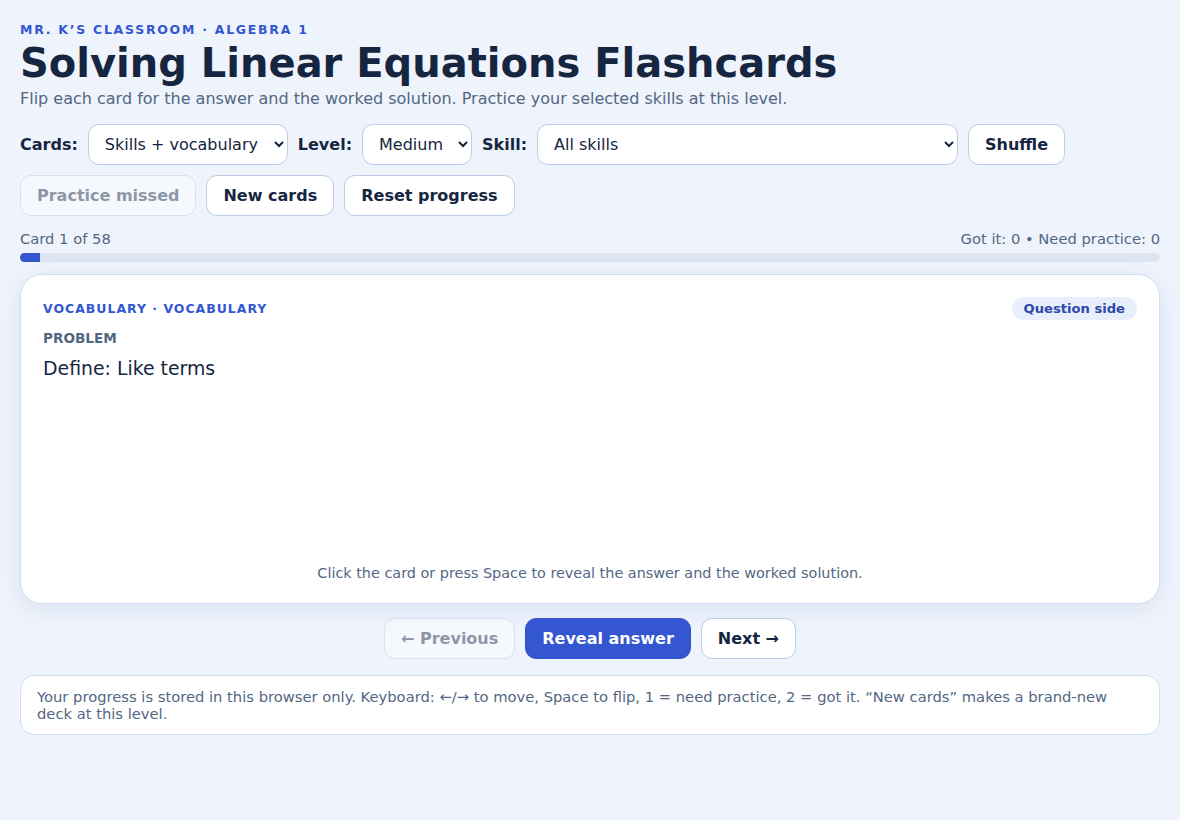 MR. K’S CLASSROOM · ALGEBRA 1
Solving Linear Equations Flashcards
Flip each card for the answer and the worked solution. Practice your selected skills at this level.
Cards: Skills + vocabulary Level: Medium Skill: All skills Shuffle
Practice missed New cards Reset progress
Card 1 of 58 Got it: 0 • Need practice: 0
VOCABULARY · VOCABULARY Question side
PROBLEM
Define: Like terms
Click the card or press Space to reveal the answer and the worked solution.
← Previous Reveal answer Next →
Your progress is stored in this browser only. Keyboard: ←/→ to move, Space to flip, 1 = need practice, 2 = got it. “New cards” makes a brand-new
deck at this level.